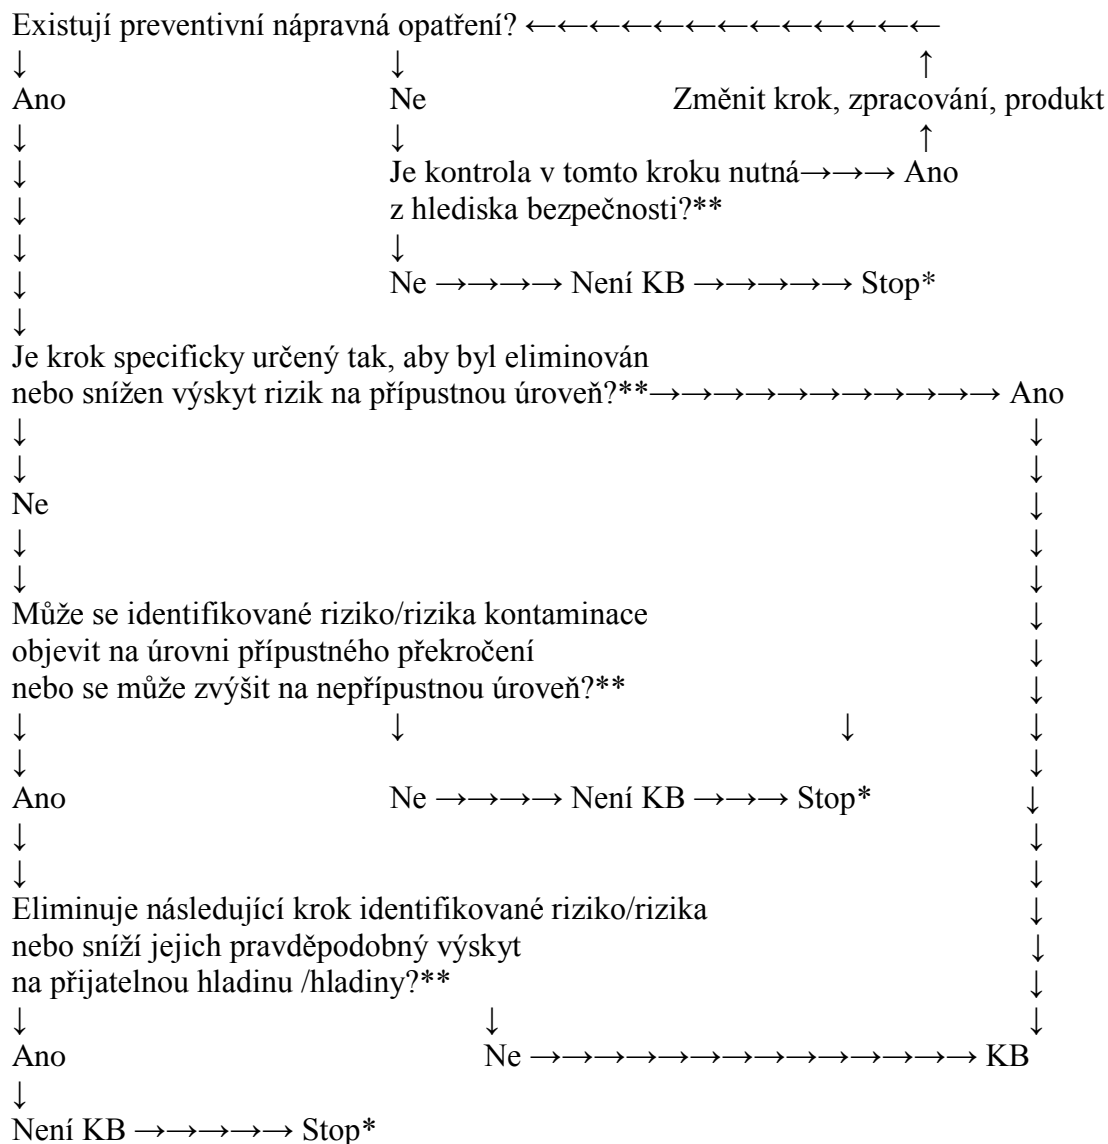 Existují preventivní nápravná opatření? ←←←←←←←←←←←←←
↓ ↓ ↑
Ano Ne Změnit krok, zpracování, produkt
↓ ↓ ↑
↓ Je kontrola v tomto kroku nutná→→→ Ano
↓ z hlediska bezpečnosti?**
↓ ↓
↓ Ne →→→→ Není KB →→→→→ Stop*
↓
Je krok specificky určený tak, aby byl eliminován
nebo snížen výskyt rizik na přípustnou úroveň?**→→→→→→→→→→→ Ano
↓ ↓
↓ ↓
Ne ↓
↓ ↓
↓ ↓
Může se identifikované riziko/rizika kontaminace ↓
objevit na úrovni přípustného překročení ↓
nebo se může zvýšit na nepřípustnou úroveň?** ↓
↓ ↓ ↓ ↓
↓ ↓
Ano Ne →→→→ Není KB →→→ Stop* ↓
↓ ↓
↓ ↓
Eliminuje následující krok identifikované riziko/rizika ↓
nebo sníží jejich pravděpodobný výskyt ↓
na přijatelnou hladinu /hladiny?** ↓
↓ ↓ ↓
Ano Ne →→→→→→→→→→→→→→ KB
↓
Není KB →→→→→ Stop*